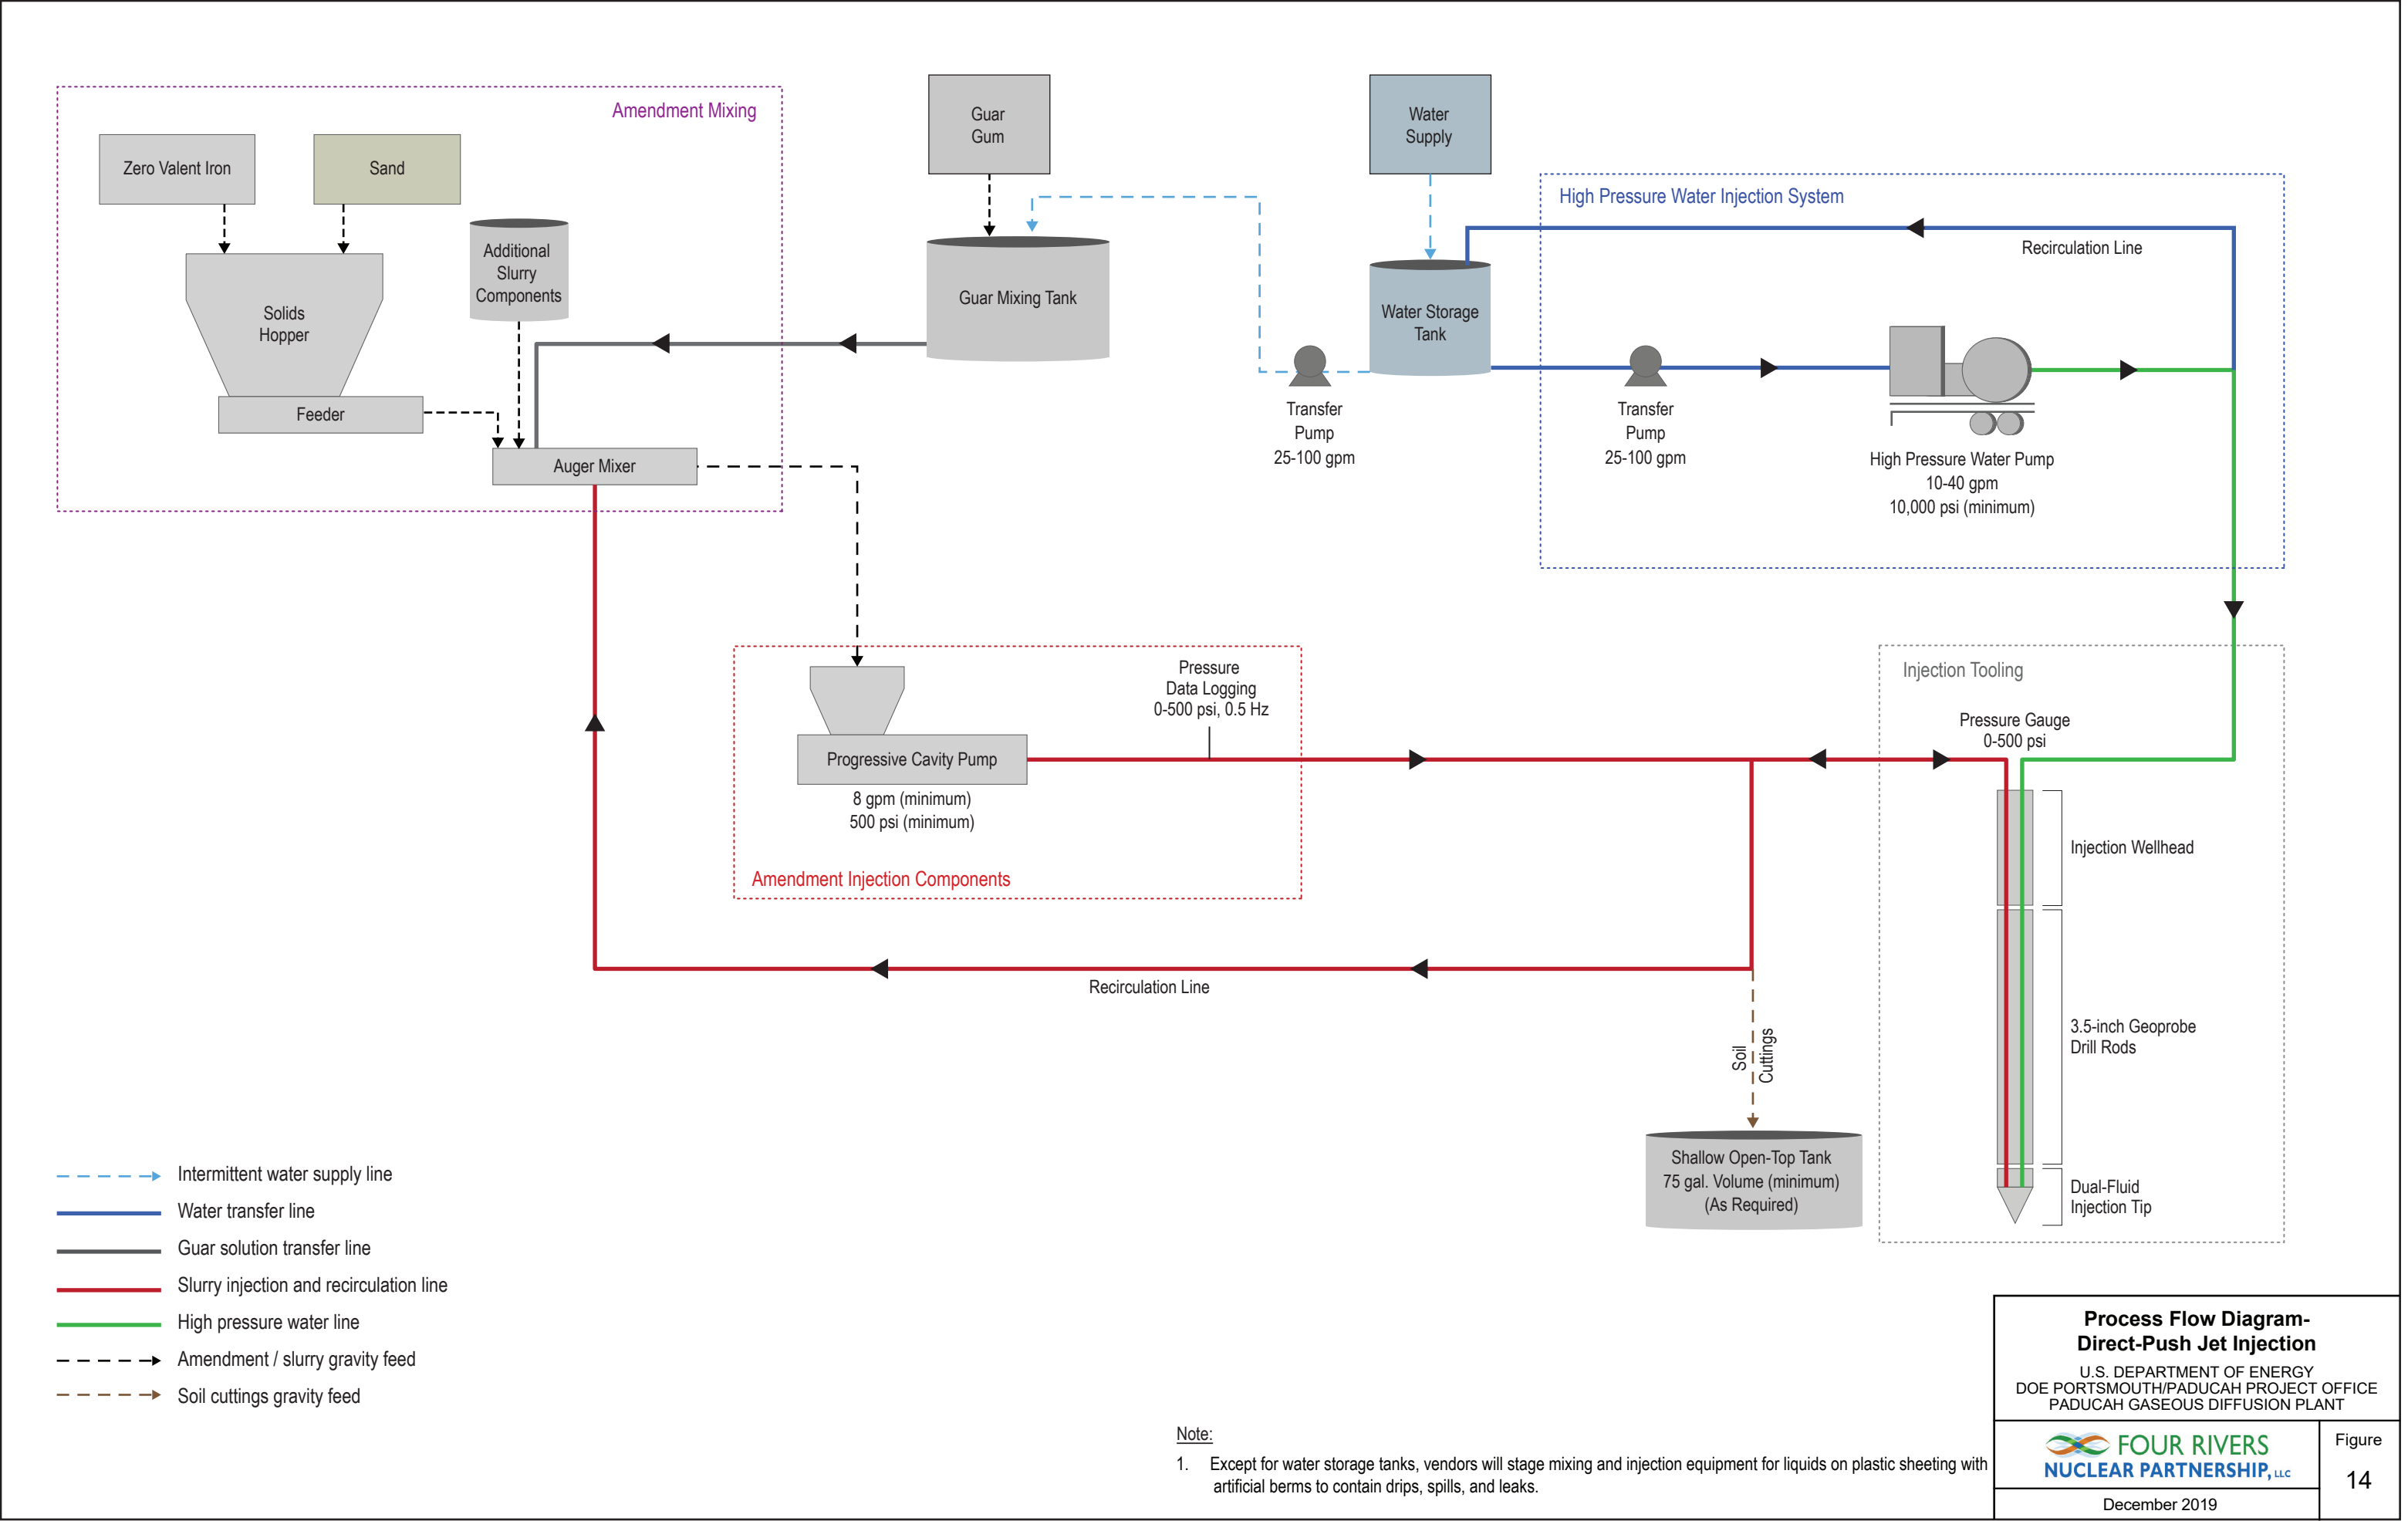 Amendment Mixing
Zero Valent Iron
Sand
Additional
Slurry
Components
Solids
Hopper
Feeder
Auger Mixer
Guar
Gum
Guar Mixing Tank
Water
Supply
Water Storage
Tank
Transfer
Pump
25-100 gpm
High Pressure Water Injection System
Recirculation Line
Transfer
Pump
25-100 gpm
High Pressure Water Pump
10-40 gpm
10,000 psi (minimum)
Pressure
Data Logging
0-500 psi, 0.5 Hz
Progressive Cavity Pump
8 gpm (minimum)
500 psi (minimum)
Amendment Injection Components
Recirculation Line
Injection Tooling
Pressure Gauge
0-500 psi
Injection Wellhead
3.5-inch Geoprobe
Drill Rods
Dual-Fluid
Injection Tip
Soil
Cuttings
Shallow Open-Top Tank
75 gal. Volume (minimum)
(As Required)
Intermittent water supply line
Water transfer line
Guar solution transfer line
Slurry injection and recirculation line
High pressure water line
Amendment / slurry gravity feed
Soil cuttings gravity feed
Note:
1. Except for water storage tanks, vendors will stage mixing and injection equipment for liquids on plastic sheeting with
artificial berms to contain drips, spills, and leaks.
Process Flow Diagram-
Direct-Push Jet Injection
U.S. DEPARTMENT OF ENERGY
DOE PORTSMOUTH/PADUCAH PROJECT OFFICE
PADUCAH GASEOUS DIFFUSION PLANT
FOUR RIVERS
NUCLEAR PARTNERSHIP, LLC
December 2019
Figure
14